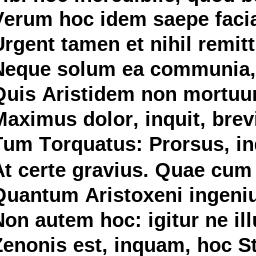 Verum hoc idem saepe facia
Urgent tamen et nihil remitt
Neque solum ea communia,
Quis Aristidem non mortuu
Maximus dolor, inquit, brevi
Tum Torquatus: Prorsus, in
At certe gravius. Quae cum
Quantum Aristoxeni ingeniu
Non autem hoc: igitur ne ill
Zenonis est, inquam, hoc St